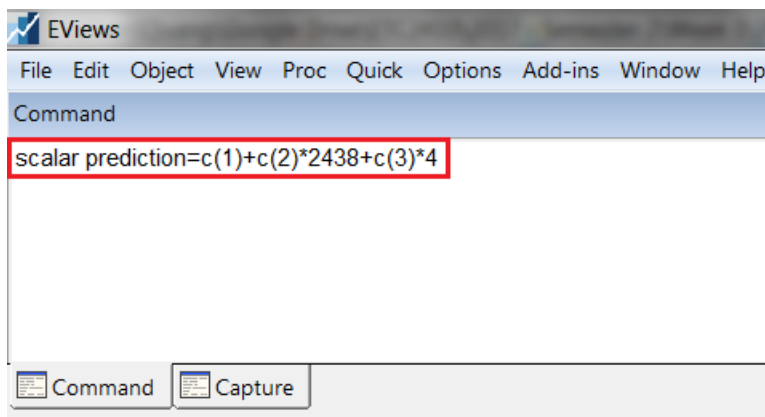 EViews
File Edit Object View Proc Quick Options Add-ins Window Help
Command
scalar prediction=c(1)+c(2)*2438+c(3)*4
Command Capture